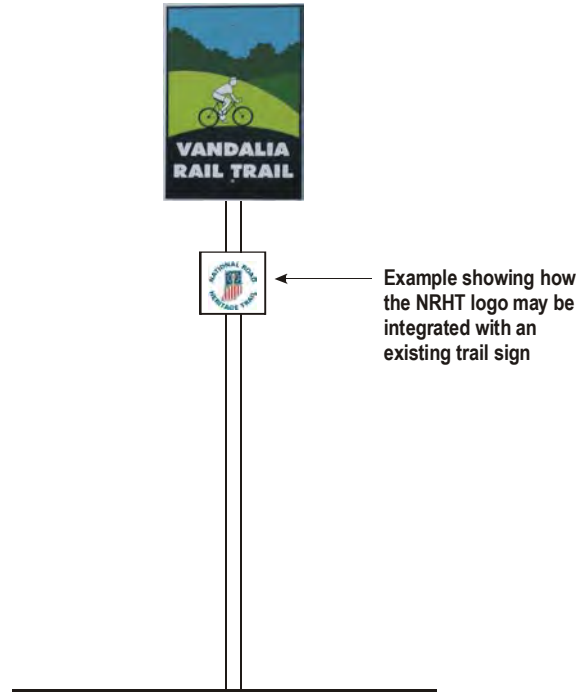 VANDALIA
RAIL TRAIL
NATIONAL ROAD
HERITAGE TRAIL
Example showing how
the NRHT logo may be
integrated with an
existing trail sign